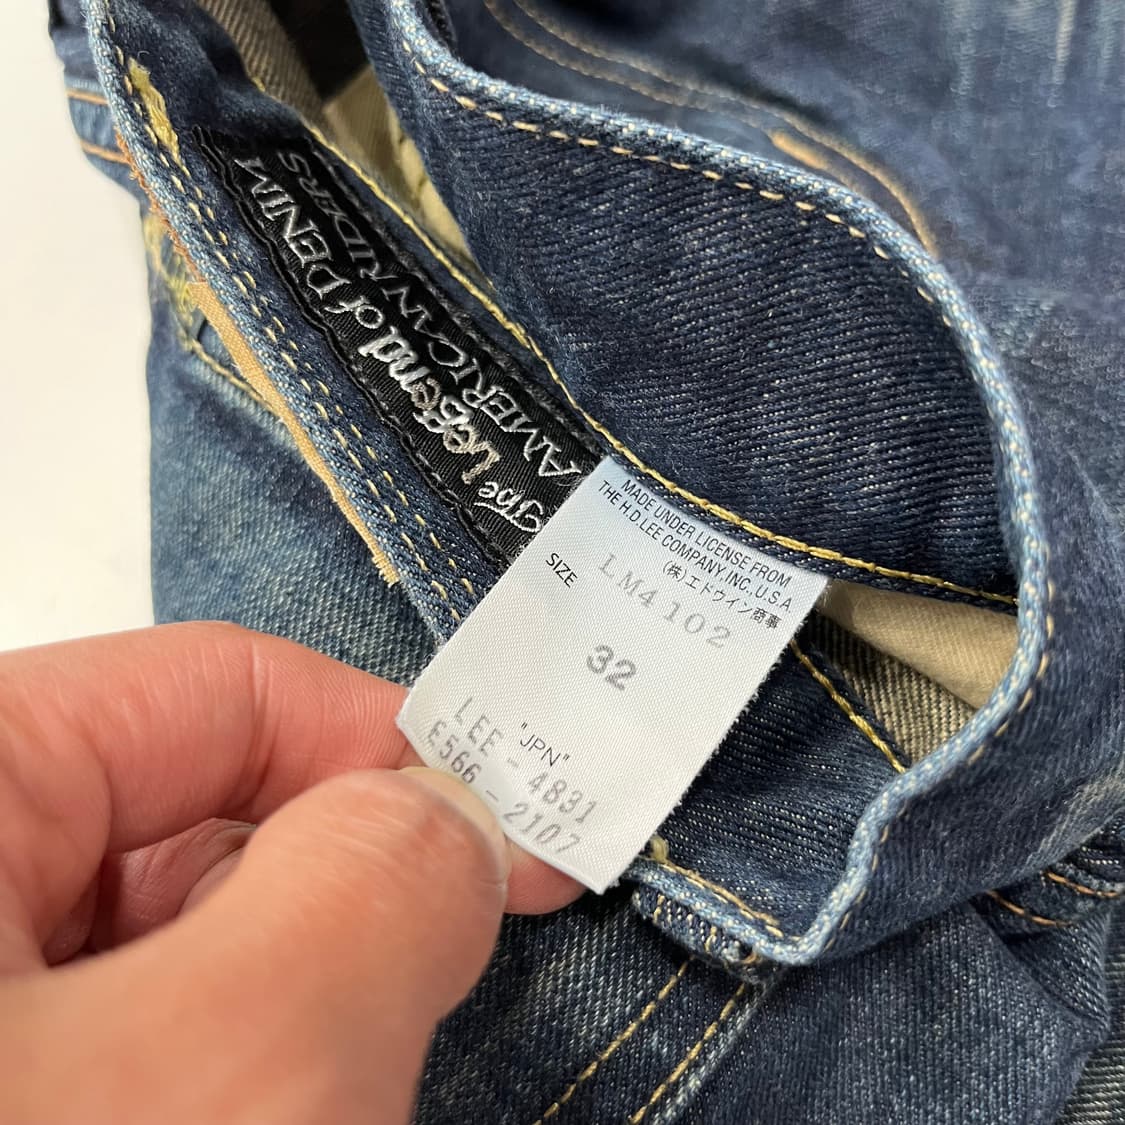 The Legend of DENIM
AMERICAN RIDERS
MADE UNDER LICENSE FROM
THE H.D.LEE COMPANY,INC.,U.S.A
(株)エドウイン商事
SIZE
LM4102
32
"JPN"
LEE-4831
E566-2107